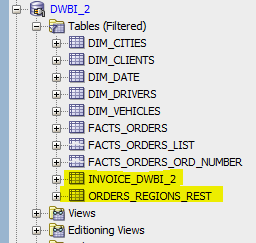 DWBI_2
Tables (Filtered)
DIM_CITIES
DIM_CLIENTS
DIM_DATE
DIM_DRIVERS
DIM_VEHICLES
FACTS_ORDERS
FACTS_ORDERS_LIST
FACTS_ORDERS_ORD_NUMBER
INVOICE_DWBI_2
ORDERS_REGIONS_REST
Views
Editioning Views